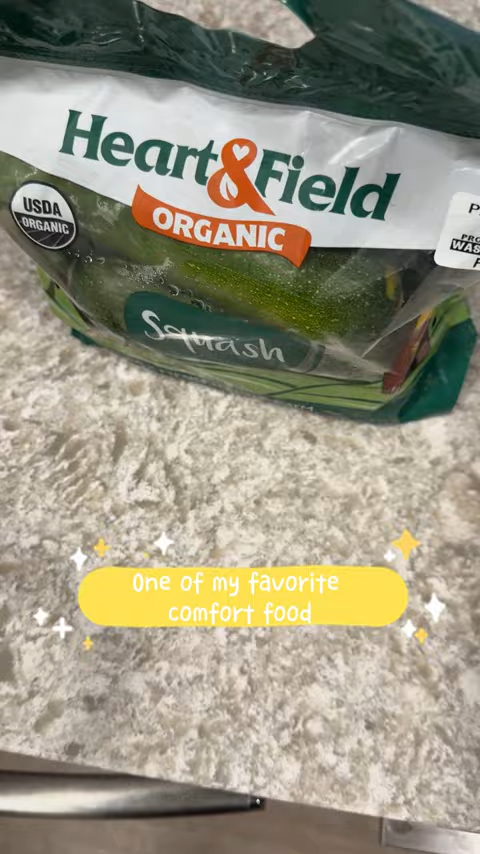 Heart&Field
ORGANIC
USDA
ORGANIC
Squash
One of my favorite
comfort food